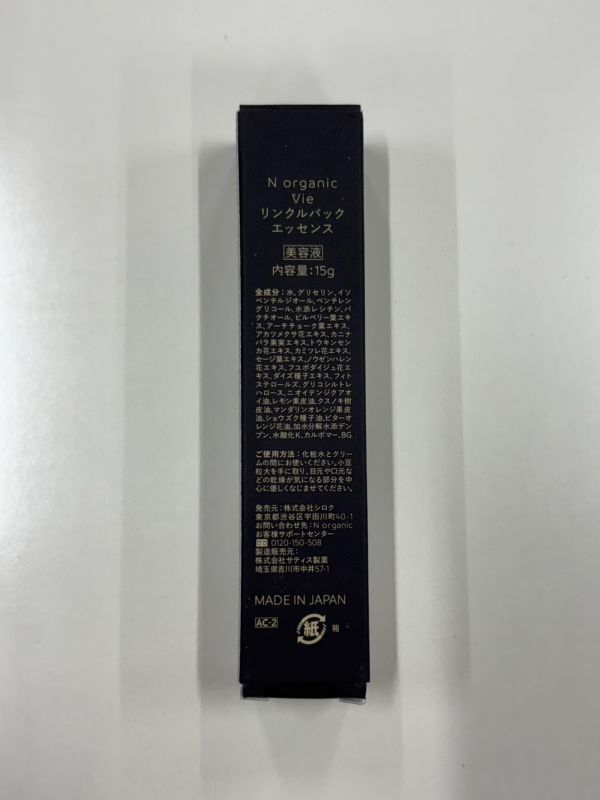 N organic
Vie
リンクルパック
エッセンス
美容液
内容量：15g
全成分：水、グリセリン、イソ
ペンチルジオール、ペンチレン
グリコール、水添レシチン、バ
クチオール、ビルベリー葉エキ
ス、アーチチョーク葉エキス、
アカツメクサ花エキス、カニナ
バラ果実エキス、トウキンセン
カ花エキス、カミツレ花エキス、
セージ葉エキス、ノウゼンハレン
花エキス、フユボダイジュ花エ
キス、ダイズ種子エキス、フィト
ステロールズ、グリコシルトレ
ハロース、ニオイテンジクアオ
イ油、レモン果皮油、クスノキ樹
皮油、マンダリンオレンジ果皮
油、ショウズク種子油、ビターオ
レンジ花油、加水分解水添デン
プン、水酸化K、カルボマー、BG
ご使用方法：化粧水とクリー
ムの間にお使いください。小豆
粒大を手に取り、目元や口元な
どの乾燥が気になる部分を中
心に優しくなじませてください。
発売元：株式会社シロク
東京都渋谷区宇田川町40-1
お問い合わせ先：N organic
お客様サポートセンター
0120-150-508
製造販売元：
株式会社サティス製薬
埼玉県吉川市中井57-1
MADE IN JAPAN
AC-2
紙 箱